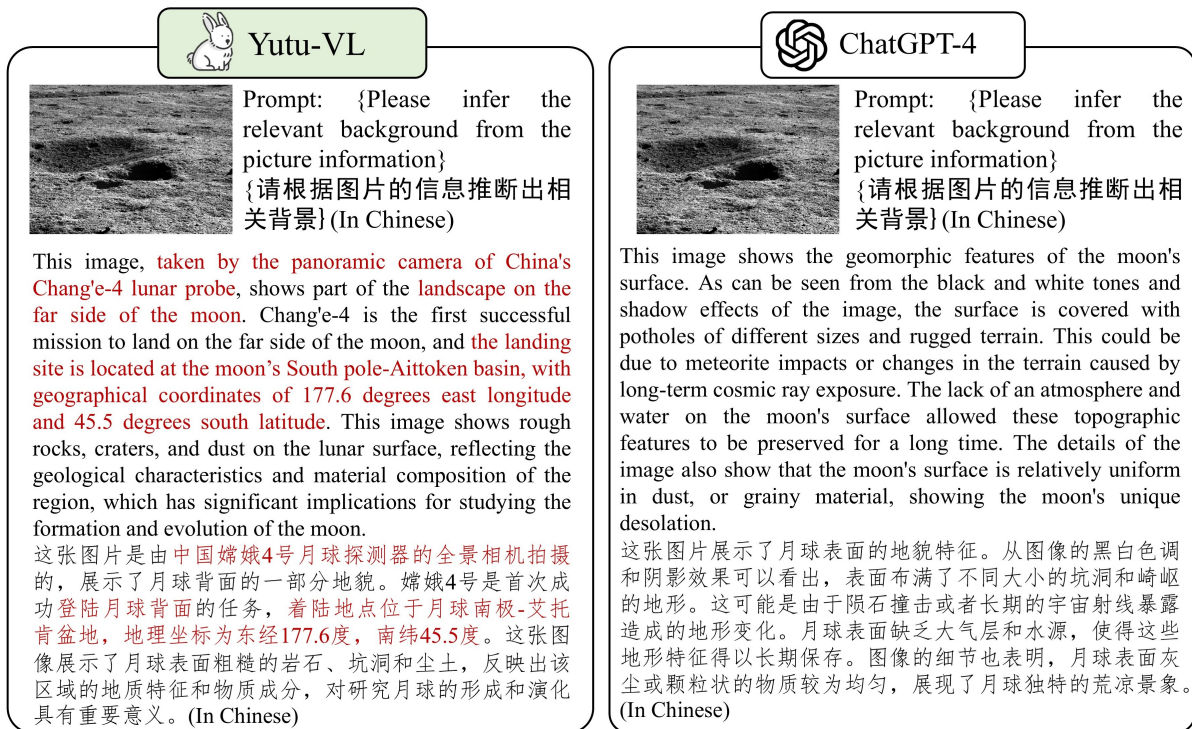 Yutu-VL
Prompt: {Please infer the
relevant background from the
picture information}
{请根据图片的信息推断出相
关背景} (In Chinese)
This image, taken by the panoramic camera of China's
Chang'e-4 lunar probe, shows part of the landscape on the
far side of the moon. Chang'e-4 is the first successful
mission to land on the far side of the moon, and the landing
site is located at the moon’s South pole-Aittoken basin, with
geographical coordinates of 177.6 degrees east longitude
and 45.5 degrees south latitude. This image shows rough
rocks, craters, and dust on the lunar surface, reflecting the
geological characteristics and material composition of the
region, which has significant implications for studying the
formation and evolution of the moon.
这张图片是由中国嫦娥4号月球探测器的全景相机拍摄
的，展示了月球背面的一部分地貌。嫦娥4号是首次成
功登陆月球背面的任务，着陆地点位于月球南极-艾托
肯盆地，地理坐标为东经177.6度，南纬45.5度。这张图
像展示了月球表面粗糙的岩石、坑洞和尘土，反映出该
区域的地质特征和物质成分，对研究月球的形成和演化
具有重要意义。(In Chinese)
ChatGPT-4
Prompt: {Please infer the
relevant background from the
picture information}
{请根据图片的信息推断出相
关背景} (In Chinese)
This image shows the geomorphic features of the moon's
surface. As can be seen from the black and white tones and
shadow effects of the image, the surface is covered with
potholes of different sizes and rugged terrain. This could be
due to meteorite impacts or changes in the terrain caused by
long-term cosmic ray exposure. The lack of an atmosphere and
water on the moon's surface allowed these topographic
features to be preserved for a long time. The details of the
image also show that the moon's surface is relatively uniform
in dust, or grainy material, showing the moon's unique
desolation.
这张图片展示了月球表面的地貌特征。从图像的黑白色调
和阴影效果可以看出，表面布满了不同大小的坑洞和崎岖
的地形。这可能是由于陨石撞击或者长期的宇宙射线暴露
造成的地形变化。月球表面缺乏大气层和水源，使得这些
地形特征得以长期保存。图像的细节也表明，月球表面灰
尘或颗粒状的物质较为均匀，展现了月球独特的荒凉景象。
(In Chinese)